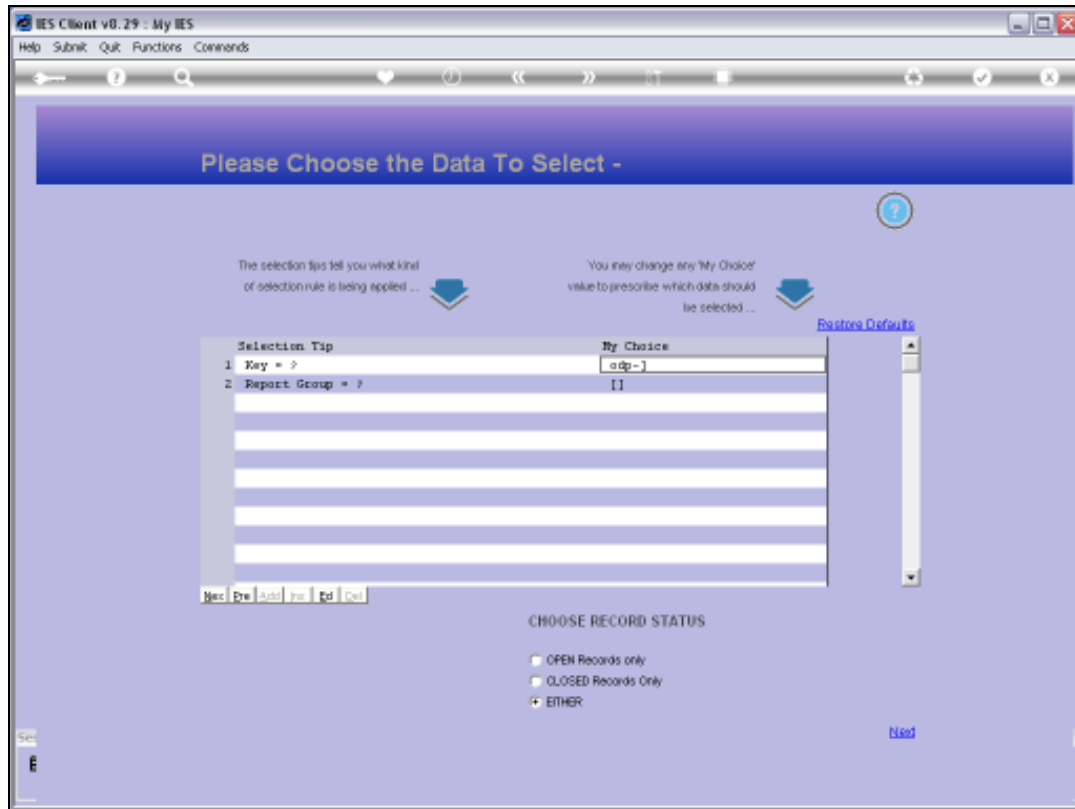 IES Client v8.29 : My IES
Help Submit Quit Functions Commands
Please Choose the Data To Select -
?
The selection tips tell you what kind
of selection rule is being applied ...
You may change any 'My Choice'
value to prescribe which data should
be selected ...
Restore Defaults
Selection Tip My Choice
1 Key = ? odp-]
2 Report Group = ? []
Nex Pre Add Ins Ed Del
CHOOSE RECORD STATUS
OPEN Records only
CLOSED Records Only
EITHER
Next